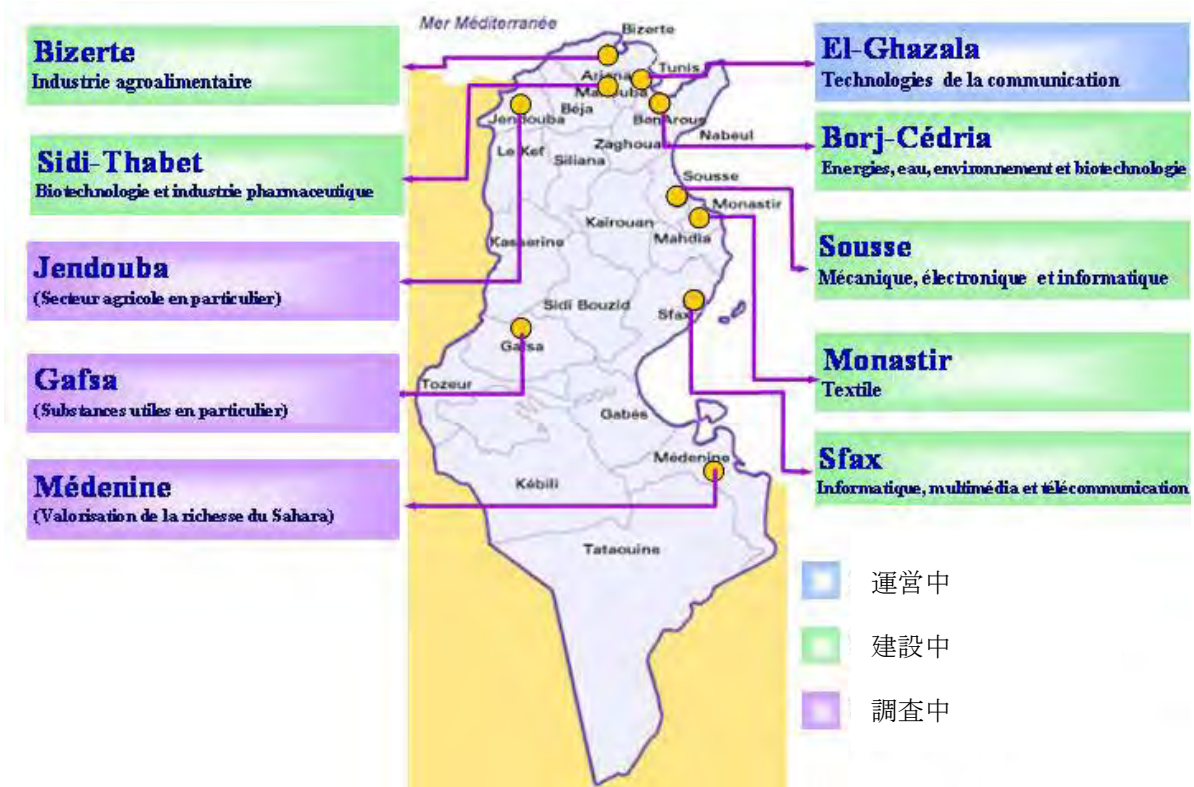 Mer Méditerranée
Bizerte
Industrie agroalimentaire
Sidi-Thabet
Biotechnologie et industrie pharmaceutique
Jendouba
(Secteur agricole en particulier)
Gafsa
(Substances utiles en particulier)
Médenine
(Valorisation de la richesse du Sahara)
Bizerte
Ariana
Tunis
Manouba
Béja
Jendouba
BenArous
Nabeul
Zaghoua
Le Kef
Siliana
Sousse
Monastir
Kaïrouan
Mahdia
Kasserine
Sidi Bouzid
Sfax
Gafsa
Tozeur
Gabès
Médenine
Kébili
Tataouine
El-Ghazala
Technologies de la communication
Borj-Cédria
Energies, eau, environnement et biotechnologie
Sousse
Mécanique, électronique et informatique
Monastir
Textile
Sfax
Informatique, multimédia et télécommunication
運営中
建設中
調査中